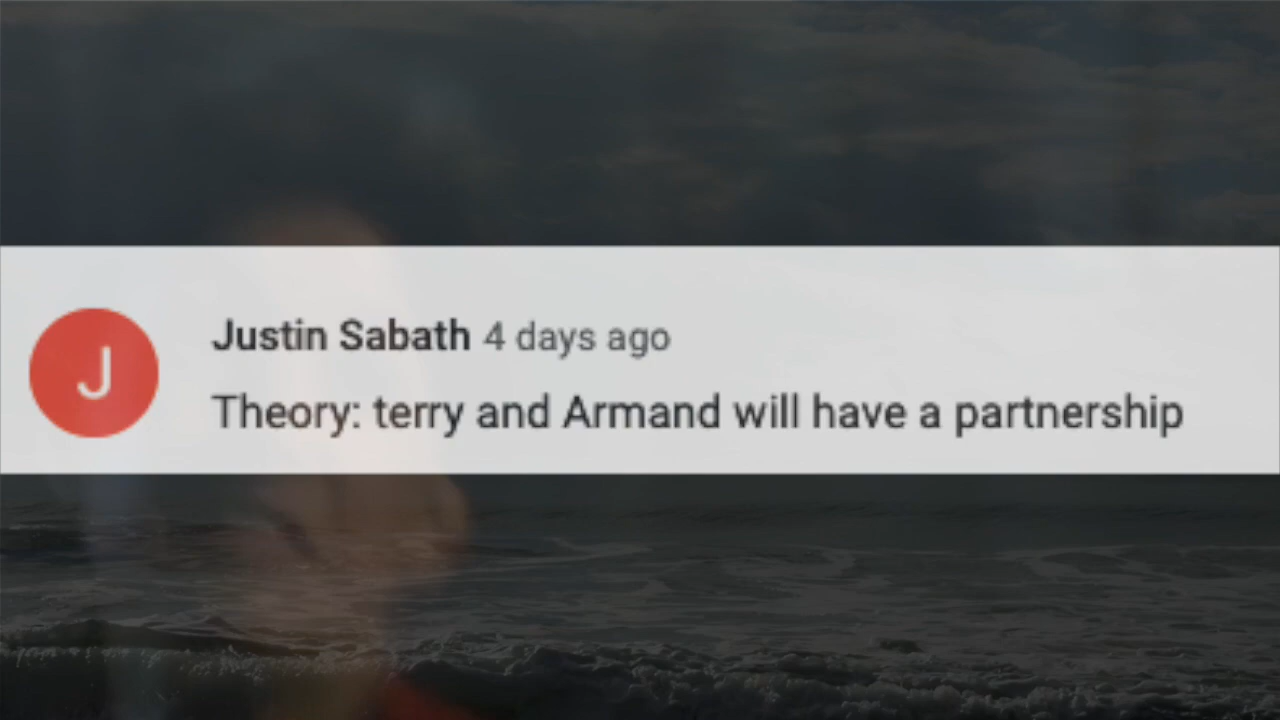 J
Justin Sabath 4 days ago
Theory: terry and Armand will have a partnership